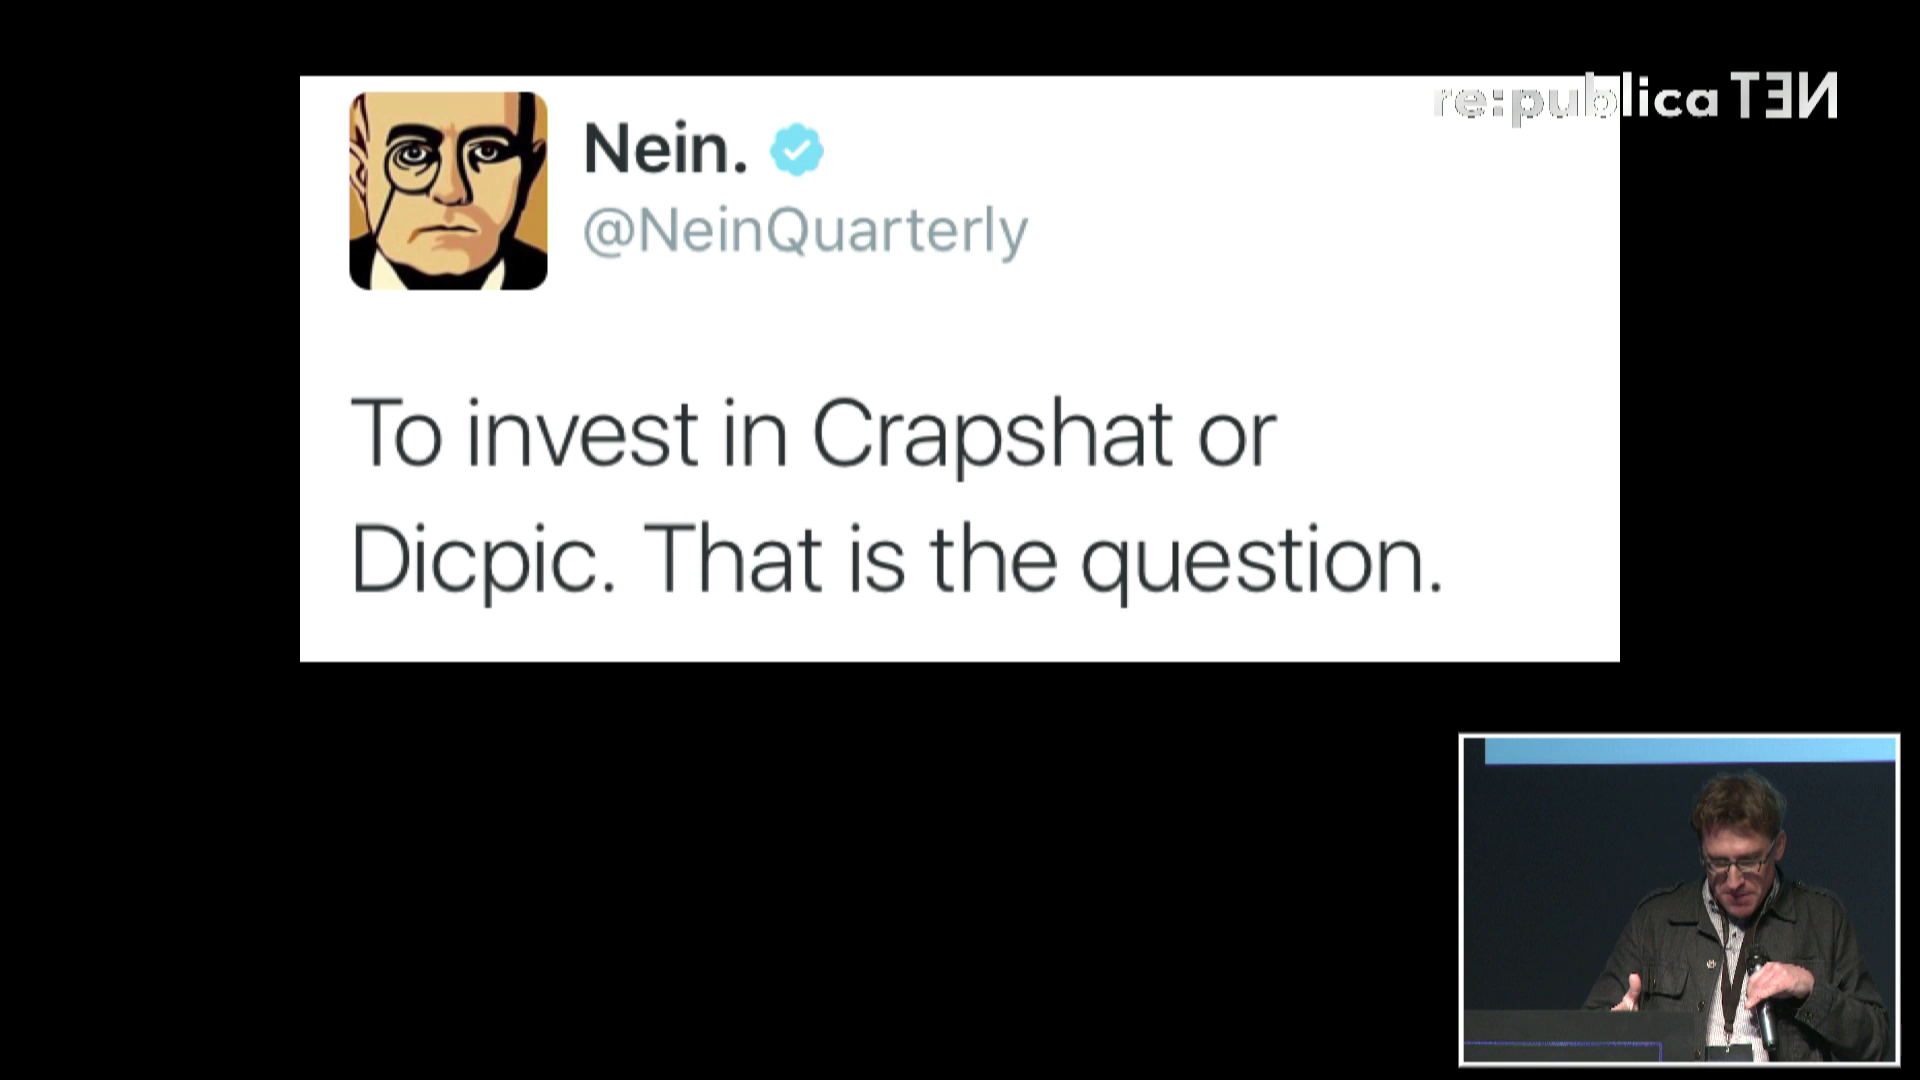 re:publica TEN
Nein.
@NeinQuarterly
To invest in Crapshat or
Dicpic. That is the question.